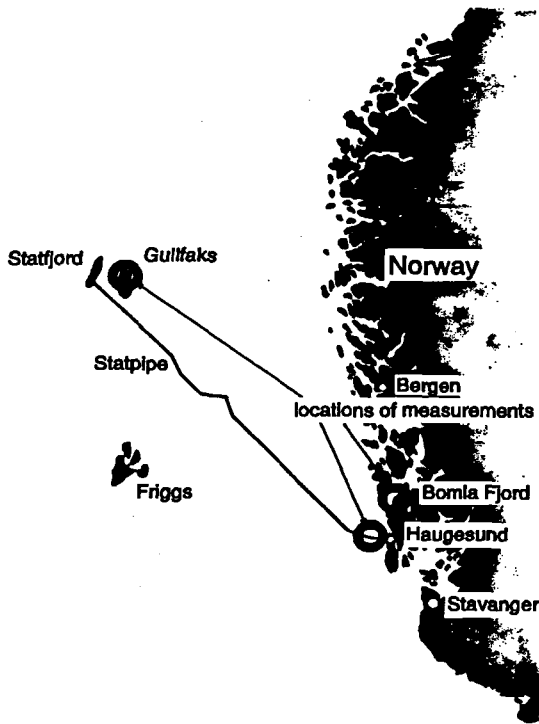 Statfjord
Gullfaks
Norway
Statpipe
Bergen
locations of measurements
Friggs
Bomla Fjord
Haugesund
Stavanger